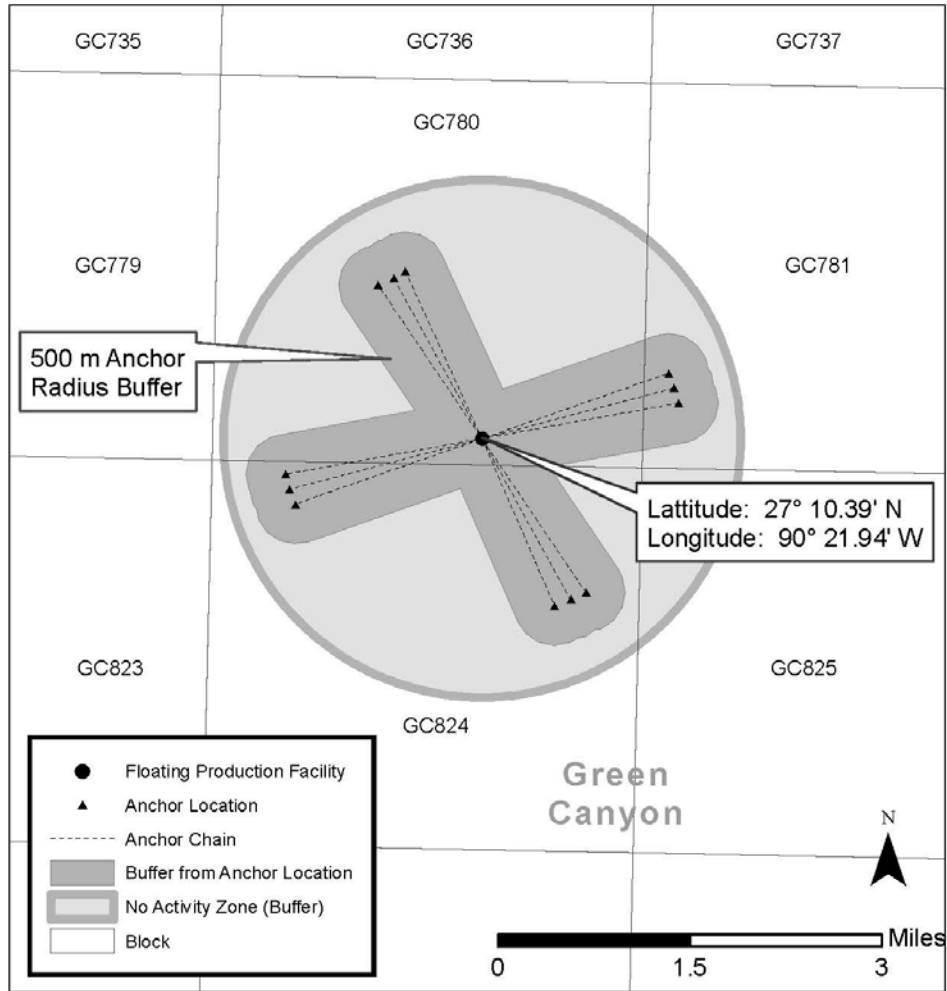 GC735
GC736
GC737
GC780
GC779
GC781
500 m Anchor
Radius Buffer
Lattitude: 27° 10.39' N
Longitude: 90° 21.94' W
GC823
GC825
GC824
Green
Canyon
Floating Production Facility
Anchor Location
Anchor Chain
Buffer from Anchor Location
No Activity Zone (Buffer)
Block
N
Miles
0 1.5 3